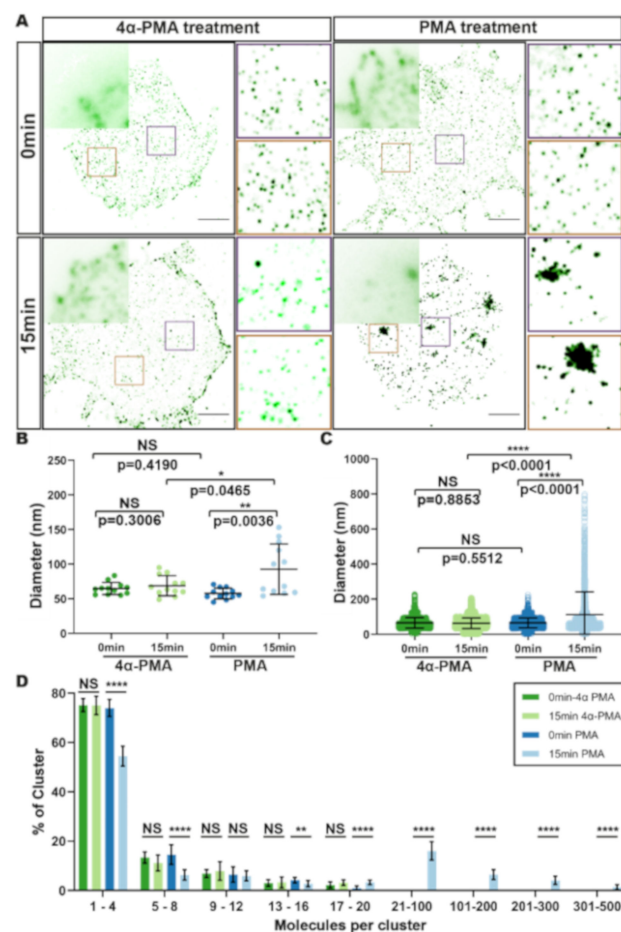 A
4α-PMA treatment
PMA treatment
0min
15min
B
NS
p=0.4190
*
p=0.0465
NS
p=0.3006
**
p=0.0036
Diameter (nm)
250
200
150
100
50
0
0min
15min
0min
15min
4α-PMA
PMA
C
****
p<0.0001
NS
p=0.8853
****
p<0.0001
NS
p=0.5512
Diameter (nm)
1000
800
600
400
200
0
0min
15min
0min
15min
4α-PMA
PMA
D
NS
****
NS
****
NS
NS
NS
**
NS
****
****
****
****
****
0min-4α PMA
15min 4α-PMA
0min PMA
15min PMA
% of Cluster
80
60
40
20
0
1 - 4
5 - 8
9 - 12
13 - 16
17 - 20
21-100
101-200
201-300
301-500
Molecules per cluster